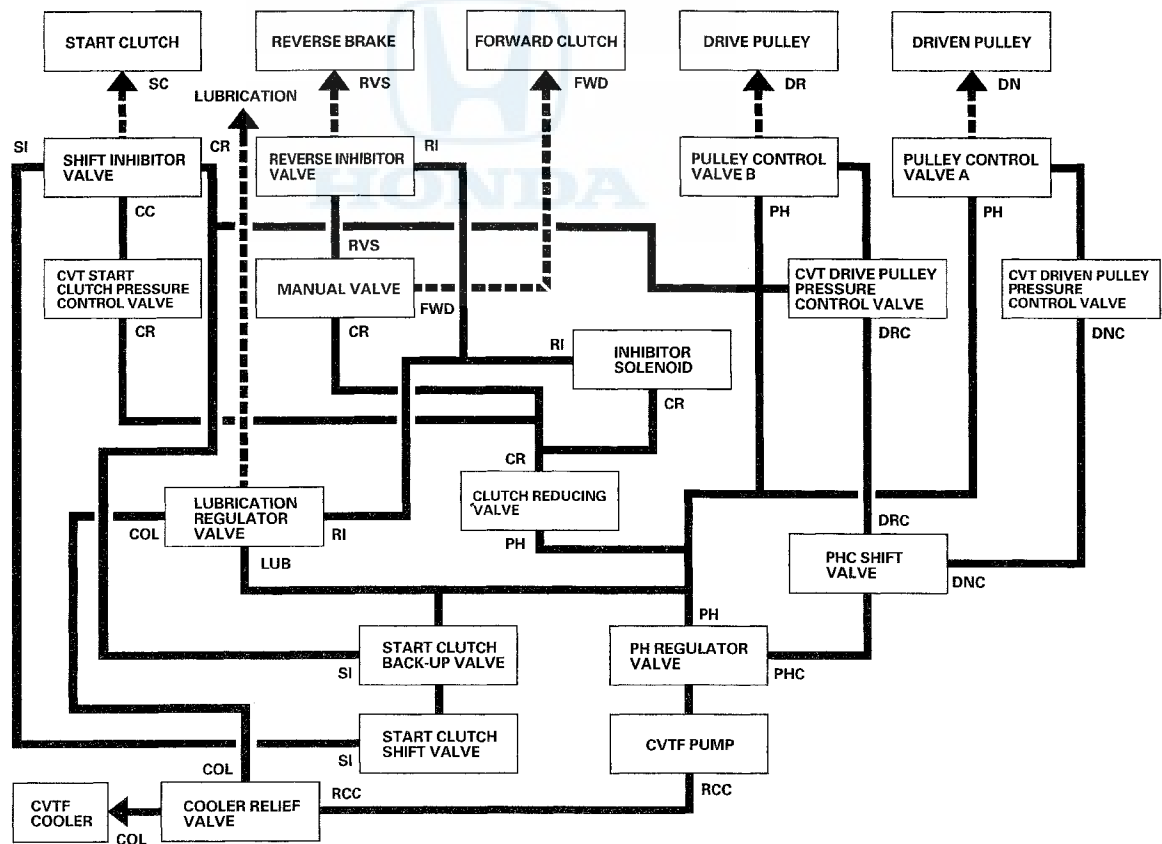 START CLUTCH
REVERSE BRAKE
FORWARD CLUTCH
DRIVE PULLEY
DRIVEN PULLEY
SC
RVS
FWD
DR
DN
LUBRICATION
SI
SHIFT INHIBITOR
VALVE
CR
REVERSE INHIBITOR
VALVE
RI
PULLEY CONTROL
VALVE B
PULLEY CONTROL
VALVE A
HONDA
CC
PH
PH
RVS
CVT START
CLUTCH PRESSURE
CONTROL VALVE
MANUAL VALVE
FWD
CVT DRIVE PULLEY
PRESSURE
CONTROL VALVE
CVT DRIVEN PULLEY
PRESSURE
CONTROL VALVE
CR
CR
DRC
DNC
RI
INHIBITOR
SOLENOID
CR
CR
LUBRICATION
REGULATOR
VALVE
CLUTCH REDUCING
VALVE
COL
RI
PH
DRC
LUB
PHC SHIFT
VALVE
DNC
PH
START CLUTCH
BACK-UP VALVE
PH REGULATOR
VALVE
SI
PHC
START CLUTCH
SHIFT VALVE
CVTF PUMP
SI
COL
RCC
RCC
CVTF
COOLER
COOLER RELIEF
VALVE
COL